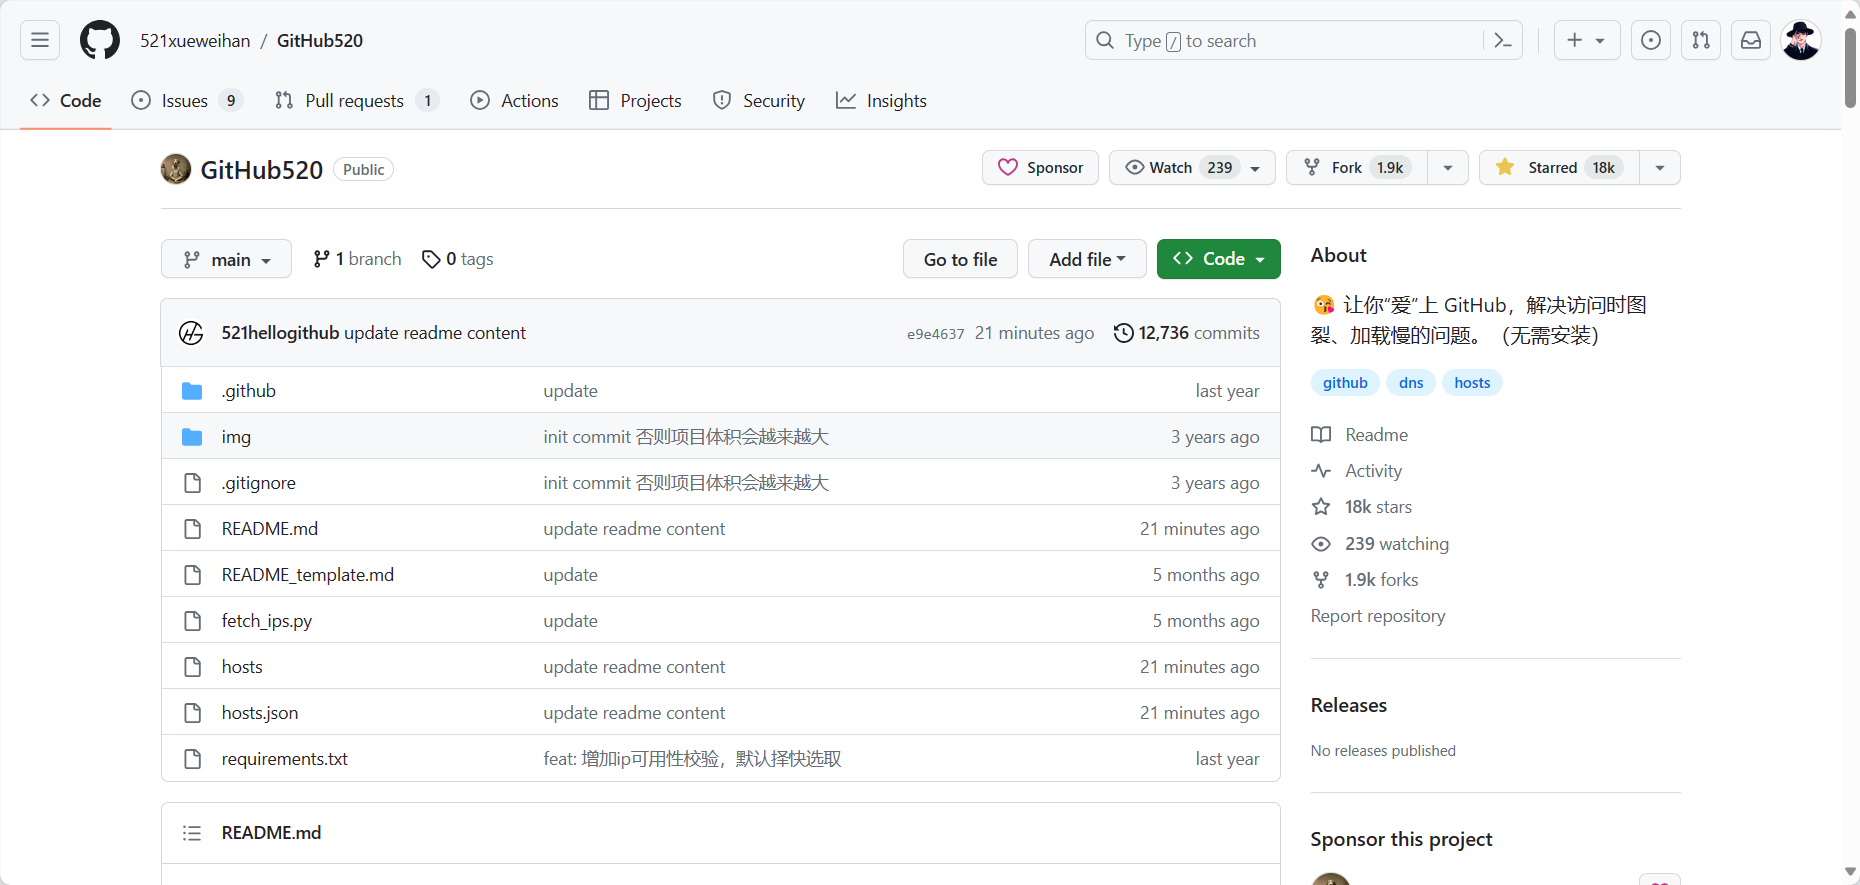 521xueweihan / GitHub520
Type / to search
Code
Issues 9
Pull requests 1
Actions
Projects
Security
Insights
GitHub520 Public
Sponsor
Watch 239
Fork 1.9k
Starred 18k
main
1 branch
0 tags
Go to file
Add file
Code
521hellogithub update readme content e9e4637 21 minutes ago 12,736 commits
.github update last year
img init commit 否则项目体积会越来越大 3 years ago
.gitignore init commit 否则项目体积会越来越大 3 years ago
README.md update readme content 21 minutes ago
README_template.md update 5 months ago
fetch_ips.py update 5 months ago
hosts update readme content 21 minutes ago
hosts.json update readme content 21 minutes ago
requirements.txt feat: 增加ip可用性校验，默认择快选取 last year
README.md
About
😘 让你“爱”上 GitHub，解决访问时图
裂、加载慢的问题。（无需安装）
github dns hosts
Readme
Activity
18k stars
239 watching
1.9k forks
Report repository
Releases
No releases published
Sponsor this project